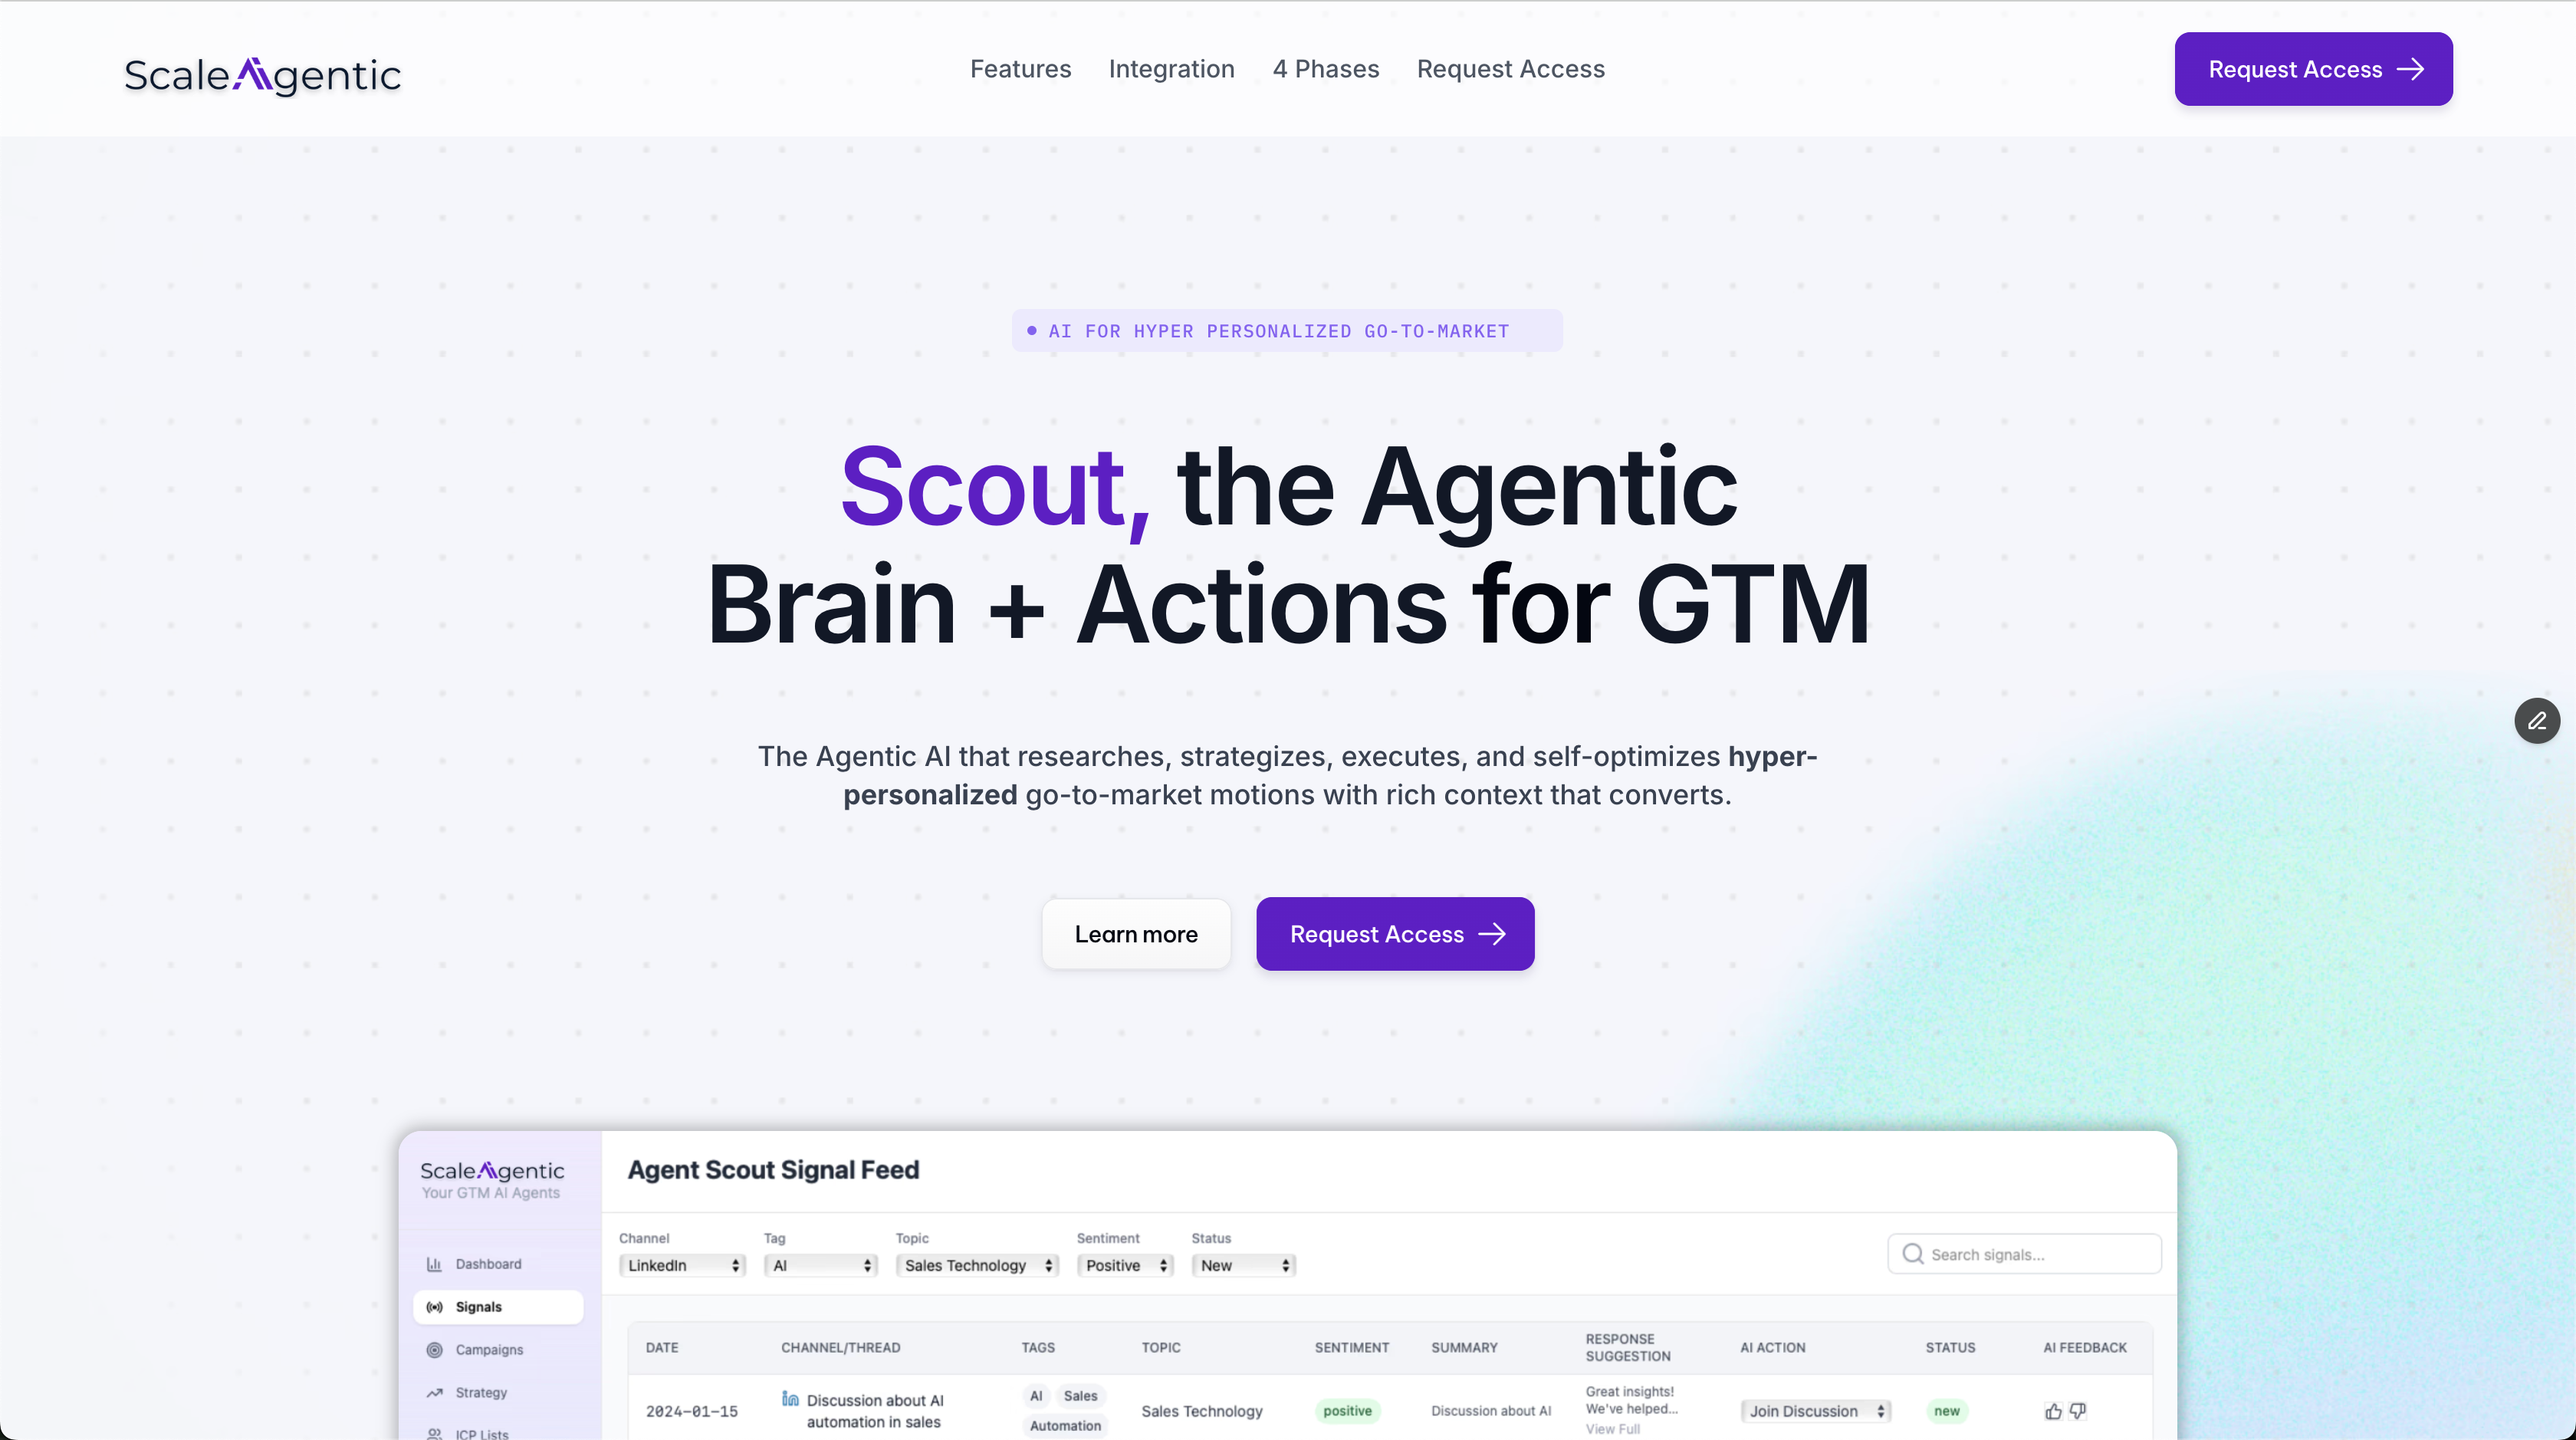 ScaleAgentic
Features Integration 4 Phases Request Access
Request Access
AI FOR HYPER PERSONALIZED GO-TO-MARKET
Scout, the Agentic
Brain + Actions for GTM
The Agentic AI that researches, strategizes, executes, and self-optimizes hyper-
personalized go-to-market motions with rich context that converts.
Learn more
Request Access
ScaleAgentic
Your GTM AI Agents
Dashboard
Signals
Campaigns
Strategy
ICP Lists
Agent Scout Signal Feed
Channel Tag Topic Sentiment Status
LinkedIn AI Sales Technology Positive New
Search signals...
DATE CHANNEL/THREAD TAGS TOPIC SENTIMENT SUMMARY RESPONSE SUGGESTION AI ACTION STATUS AI FEEDBACK
2024-01-15
Discussion about AI
automation in sales
AI Sales
Automation
Sales Technology
positive
Discussion about AI
Great insights!
We've helped...
View Full
Join Discussion
new